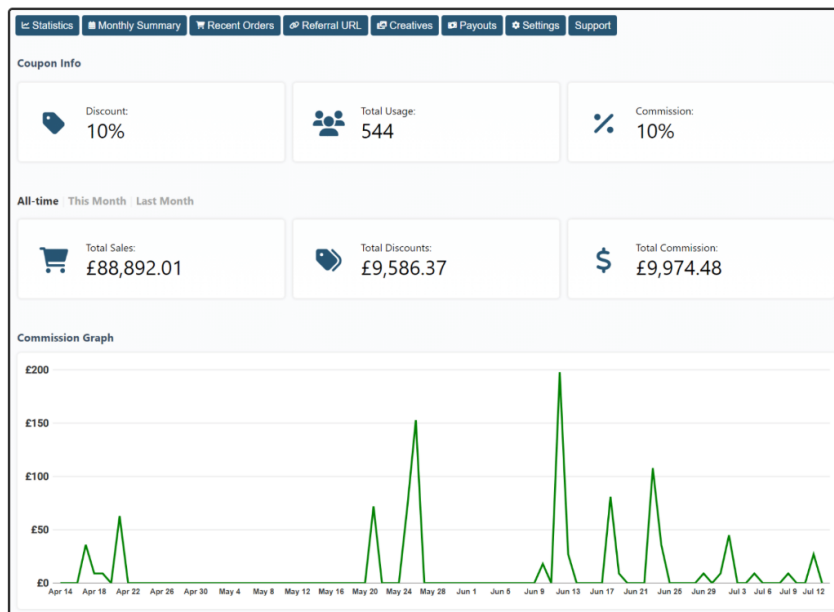 Statistics Monthly Summary Recent Orders Referral URL Creatives Payouts Settings Support
Coupon Info
Discount: Total Usage: Commission:
10% 544 10%
All-time This Month Last Month
Total Sales: Total Discounts: Total Commission:
£88,892.01 £9,586.37 £9,974.48
Commission Graph
£200
£150
£100
£50
£0
Apr 14 Apr 18 Apr 22 Apr 26 Apr 30 May 4 May 8 May 12 May 16 May 20 May 24 May 28 Jun 1 Jun 5 Jun 9 Jun 13 Jun 17 Jun 21 Jun 25 Jun 29 Jul 3 Jul 6 Jul 9 Jul 12